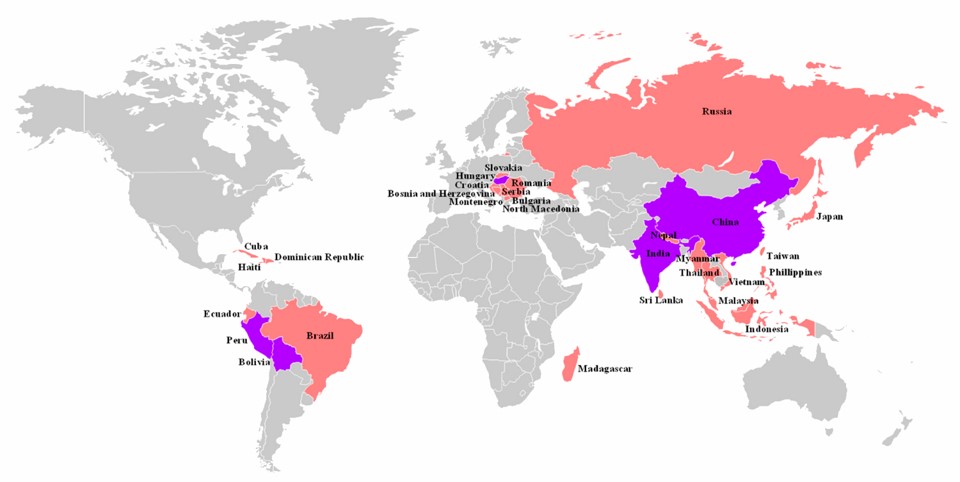 Russia
Slovakia
Hungary
Romania
Croatia
Serbia
Bosnia and Herzegovina
Bulgaria
Montenegro
North Macedonia
China
Japan
Nepal
India
Cuba
Dominican Republic
Taiwan
Myanmar
Haiti
Thailand
Phillippines
Vietnam
Sri Lanka
Malaysia
Ecuador
Indonesia
Brazil
Peru
Bolivia
Madagascar